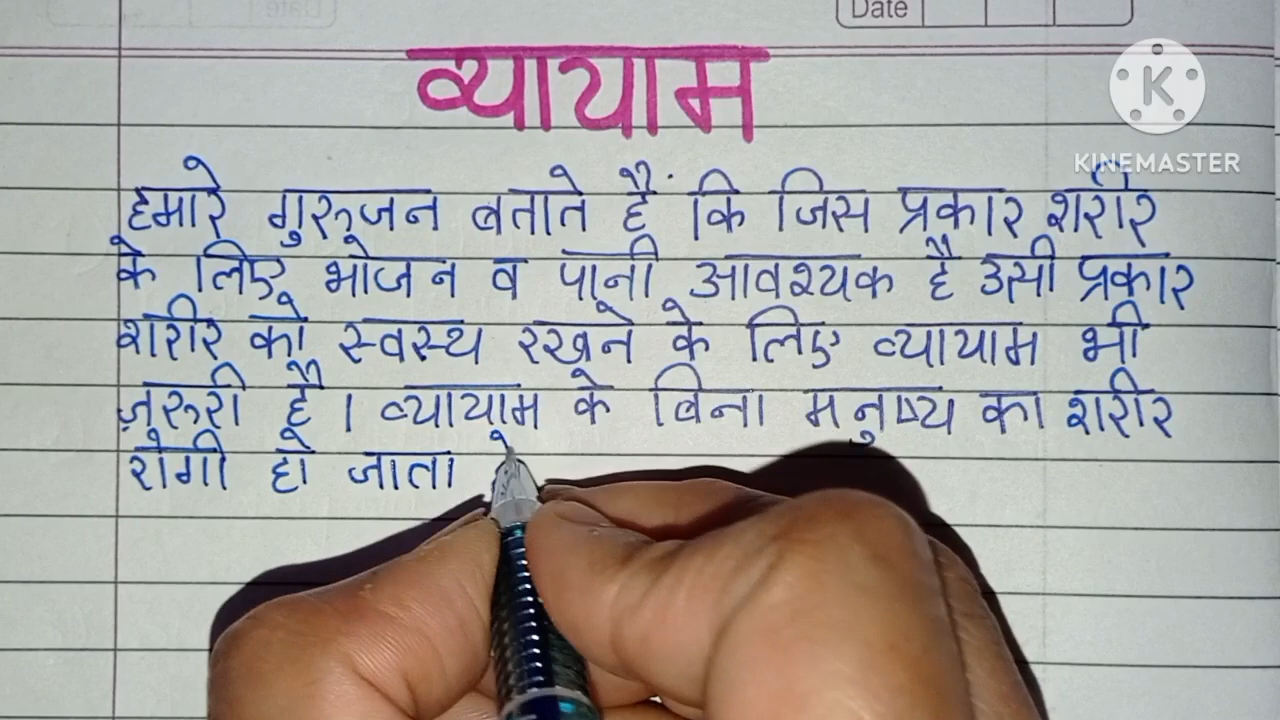 Date
व्यायाम
KINEMASTER
हमारे गुरुजन बताते हैं कि जिस प्रकार शरीर
के लिए भोजन व पानी आवश्यक है उसी प्रकार
शरीर को स्वस्थ रखने के लिए व्यायाम भी
ज़रुरी है । व्यायाम के बिना मनुष्य का शरीर
रोगी हो जाता